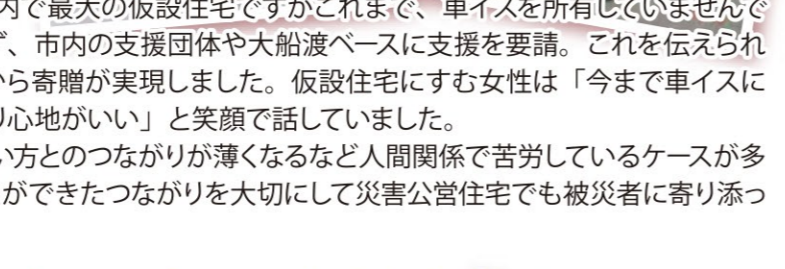 内で最大の仮設住宅ですがこれまで、車イスを所有していませんで
ず、市内の支援団体や大船渡ベースに支援を要請。これを伝えられ
から寄贈が実現しました。仮設住宅にすむ女性は「今まで車イスに
り心地がいい」と笑顔で話していました。
い方とのつながりが薄くなるなど人間関係で苦労しているケースが多
ができたつながりを大切にして災害公営住宅でも被災者に寄り添っ